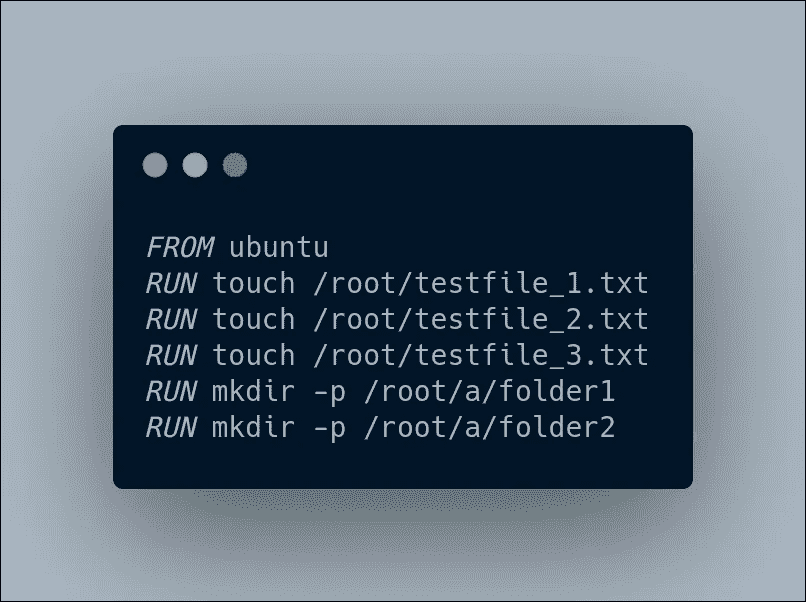 FROM ubuntu
RUN touch /root/testfile_1.txt
RUN touch /root/testfile_2.txt
RUN touch /root/testfile_3.txt
RUN mkdir -p /root/a/folder1
RUN mkdir -p /root/a/folder2